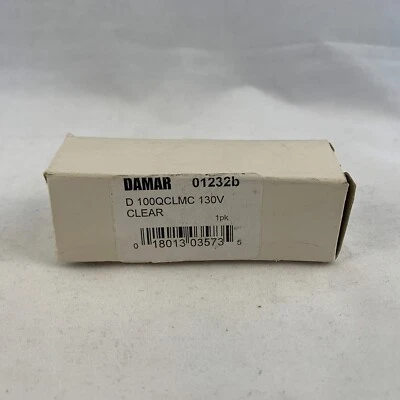 DAMAR 01232b
D 100QCLMC 130V
CLEAR
1pk
0 18013 03573 5